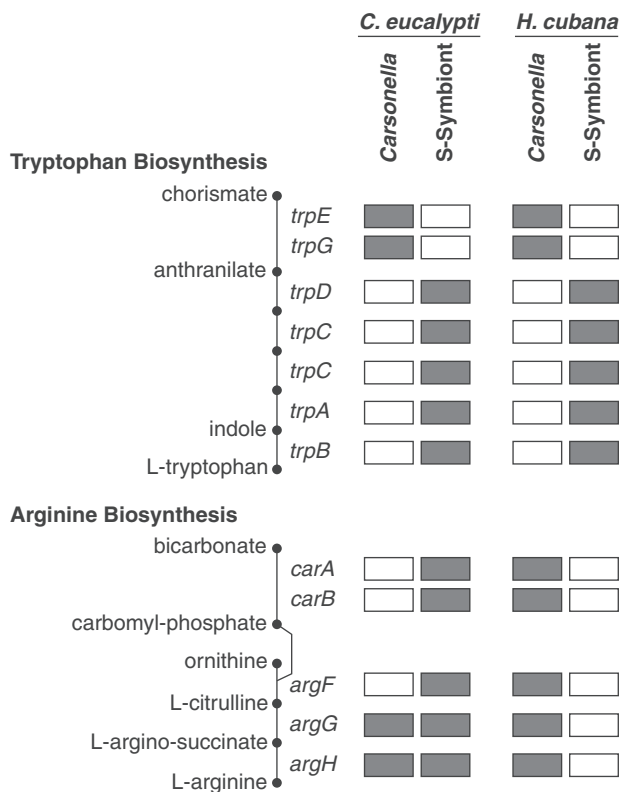 C. eucalypti H. cubana
Carsonella S-Symbiont Carsonella S-Symbiont
Tryptophan Biosynthesis
chorismate
trpE
trpG
anthranilate
trpD
trpC
trpC
trpA
indole
trpB
L-tryptophan
Arginine Biosynthesis
bicarbonate
carA
carB
carbomyl-phosphate
ornithine
argF
L-citrulline
argG
L-argino-succinate
argH
L-arginine